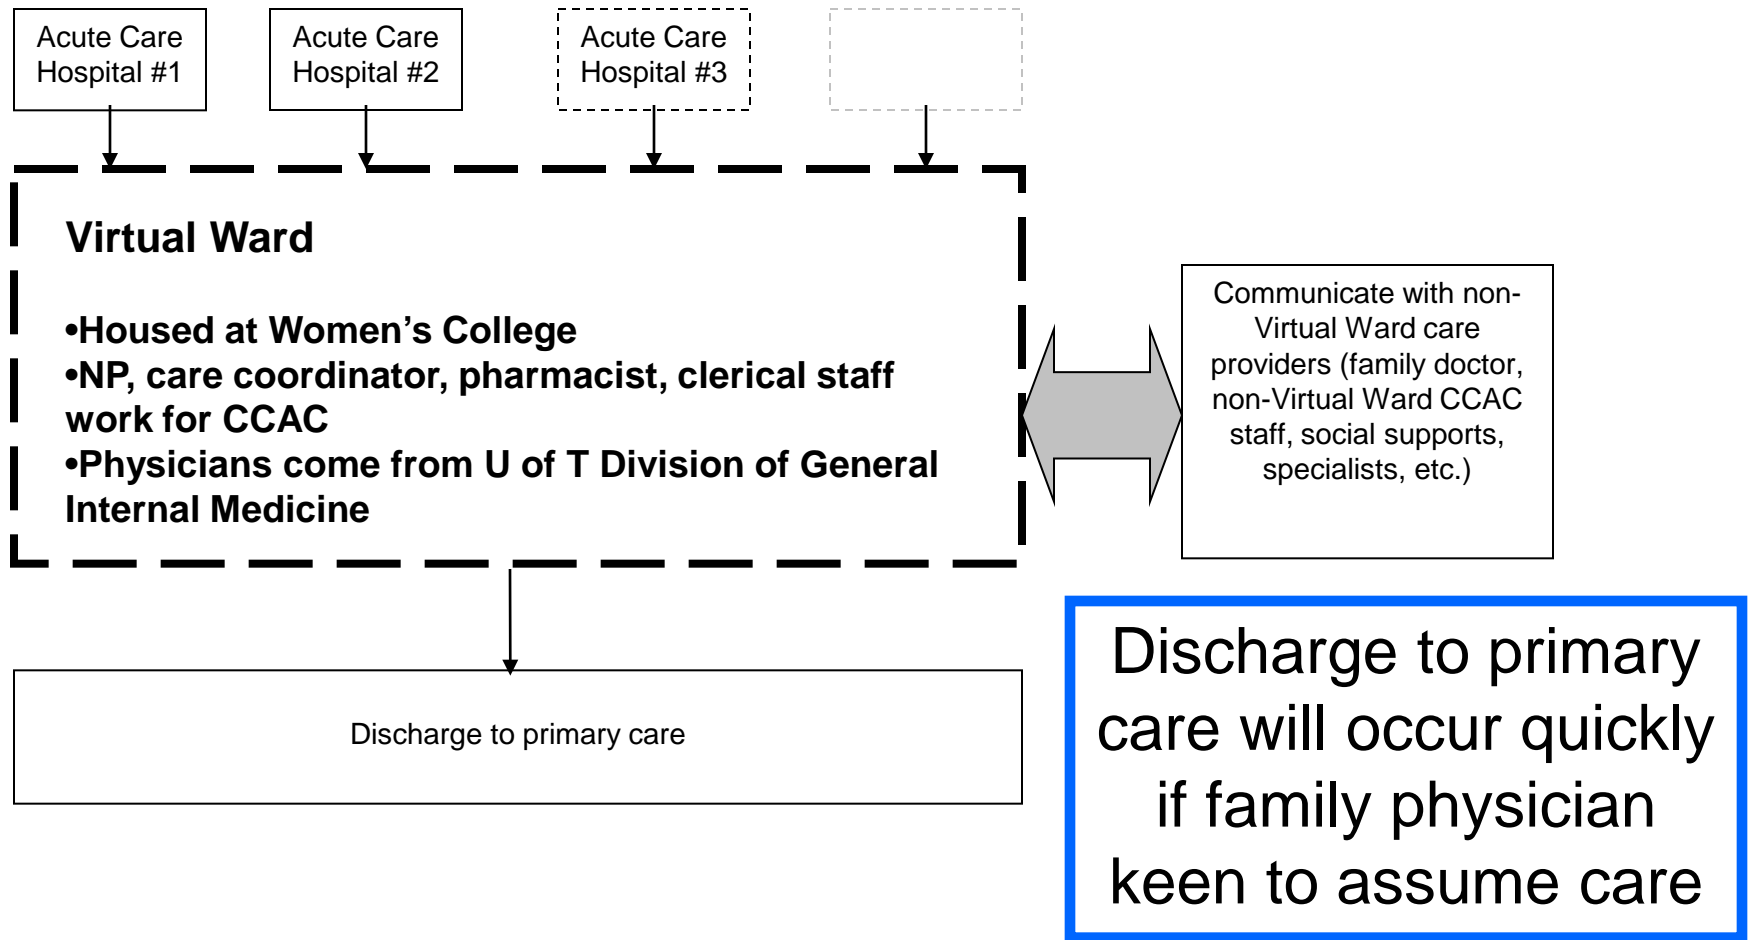 Acute Care
Hospital #1
Acute Care
Hospital #2
Acute Care
Hospital #3
Virtual Ward
•Housed at Women’s College
•NP, care coordinator, pharmacist, clerical staff
work for CCAC
•Physicians come from U of T Division of General
Internal Medicine
Communicate with non-
Virtual Ward care
providers (family doctor,
non-Virtual Ward CCAC
staff, social supports,
specialists, etc.)
Discharge to primary care
Discharge to primary
care will occur quickly
if family physician
keen to assume care